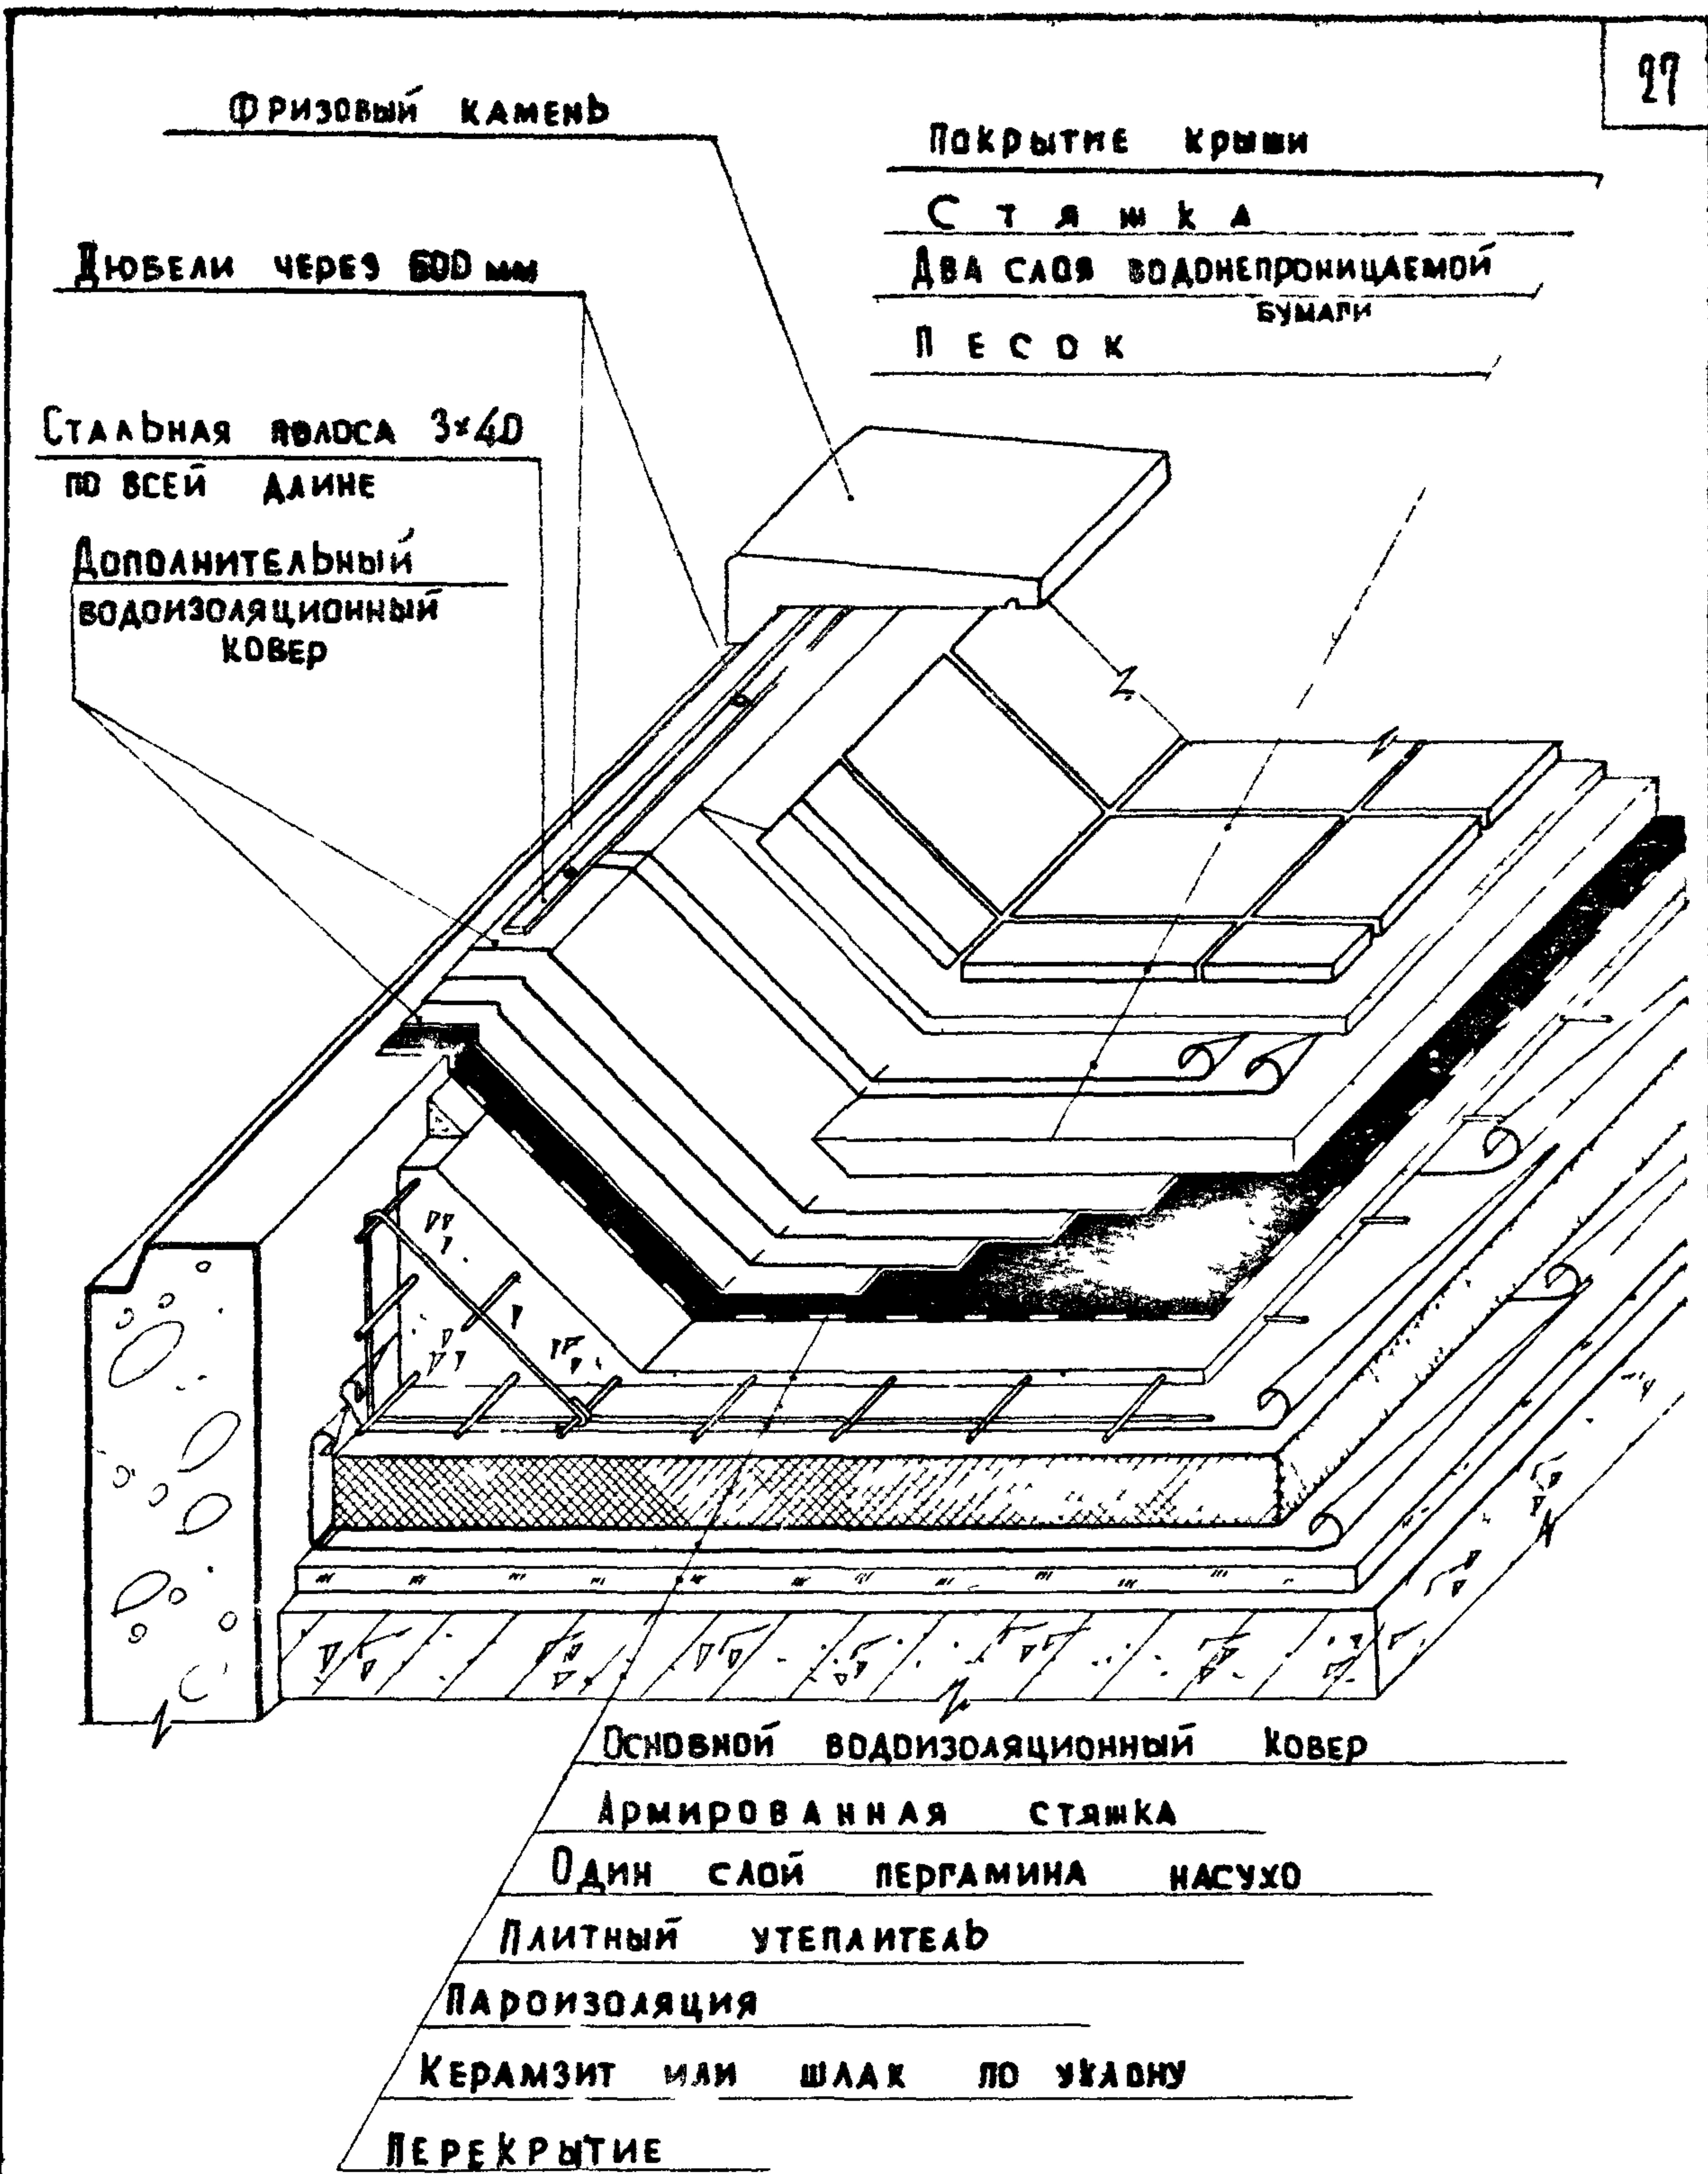 27
Фризовый камень
Дюбели через 600 мм
Стальная полоса 3×40
по всей длине
Дополнительный
водоизоляционный
ковер
Покрытие крыши
Стяжка
Два слоя водонепроницаемой
бумаги
Песок
Основной водоизоляционный ковер
Армированная стяжка
Один слой пергамина насухо
Плитный утеплитель
Пароизоляция
Керамзит или шлак по уклону
Перекрытие